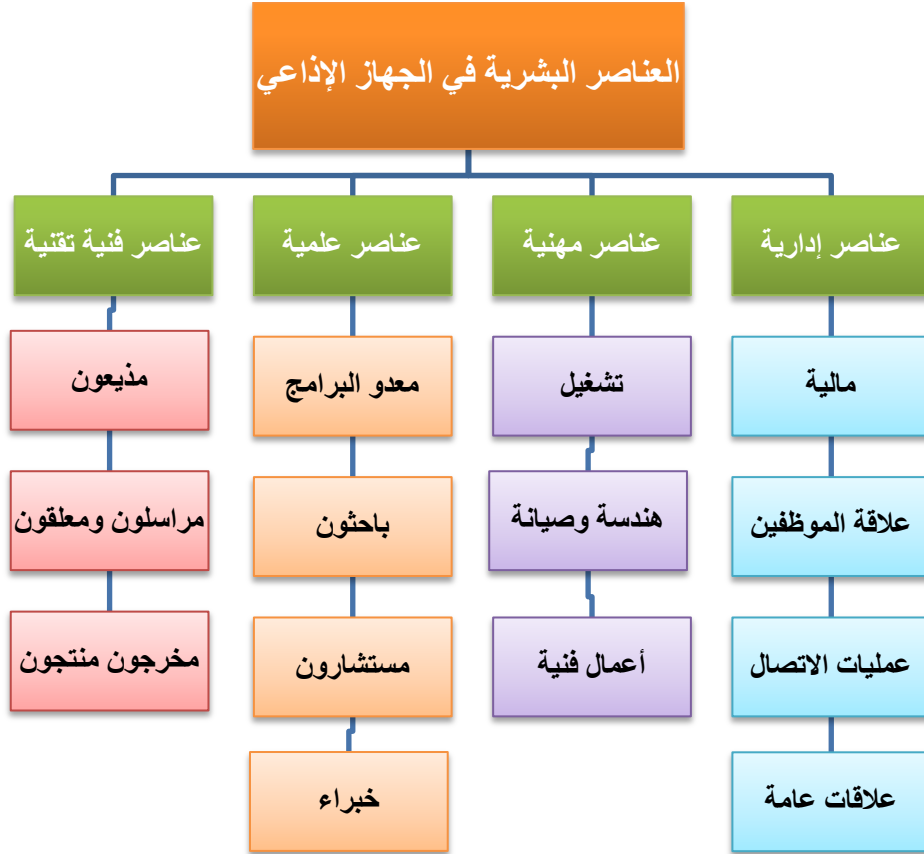 العناصر البشرية في الجهاز الإذاعي
عناصر إدارية
عناصر مهنية
عناصر علمية
عناصر فنية تقنية
مالية
علاقة الموظفين
عمليات الاتصال
علاقات عامة
تشغيل
هندسة وصيانة
أعمال فنية
معدو البرامج
باحثون
مستشارون
خبراء
مذيعون
مراسلون ومعلقون
مخرجون منتجون